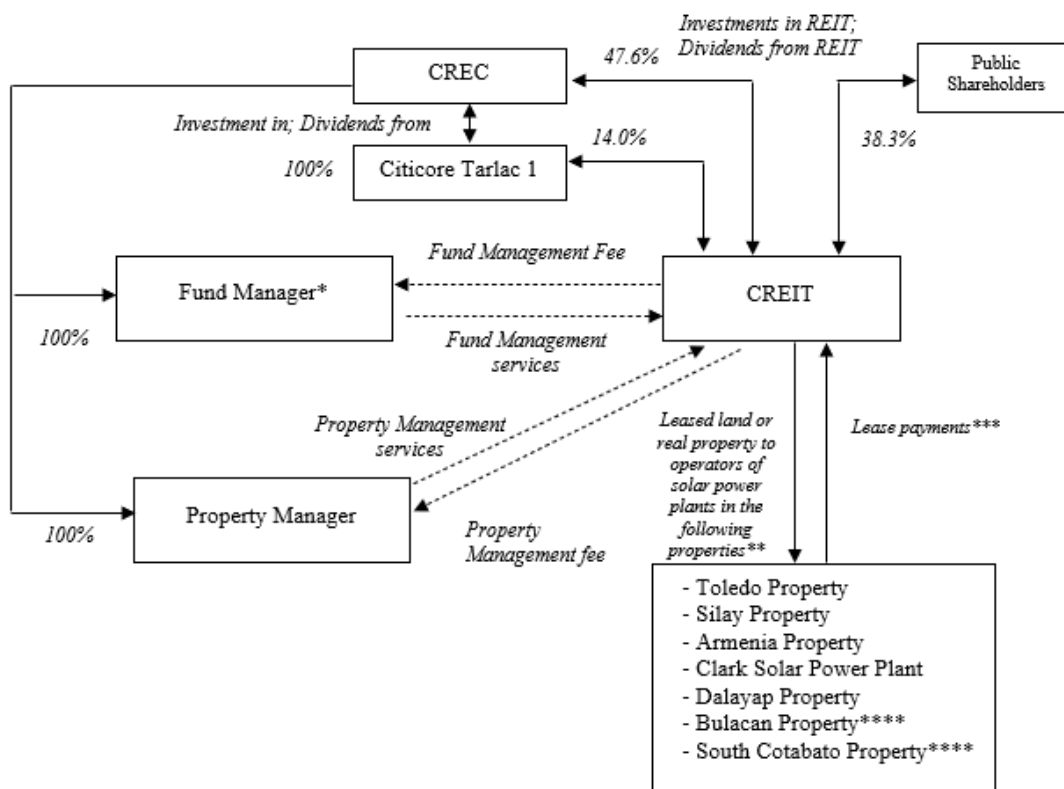 Investments in REIT;
Dividends from REIT
47.6%
CREC
Public
Shareholders
Investment in; Dividends from
14.0%
38.3%
100%
Citicore Tarlac 1
Fund Management Fee
Fund Manager*
CREIT
100%
Fund Management
services
Property Management
services
Leased land or
real property to
operators of
solar power
plants in the
following
properties**
Lease payments***
Property Manager
100%
Property
Management fee
- Toledo Property
- Silay Property
- Armenia Property
- Clark Solar Power Plant
- Dalayap Property
- Bulacan Property****
- South Cotabato Property****